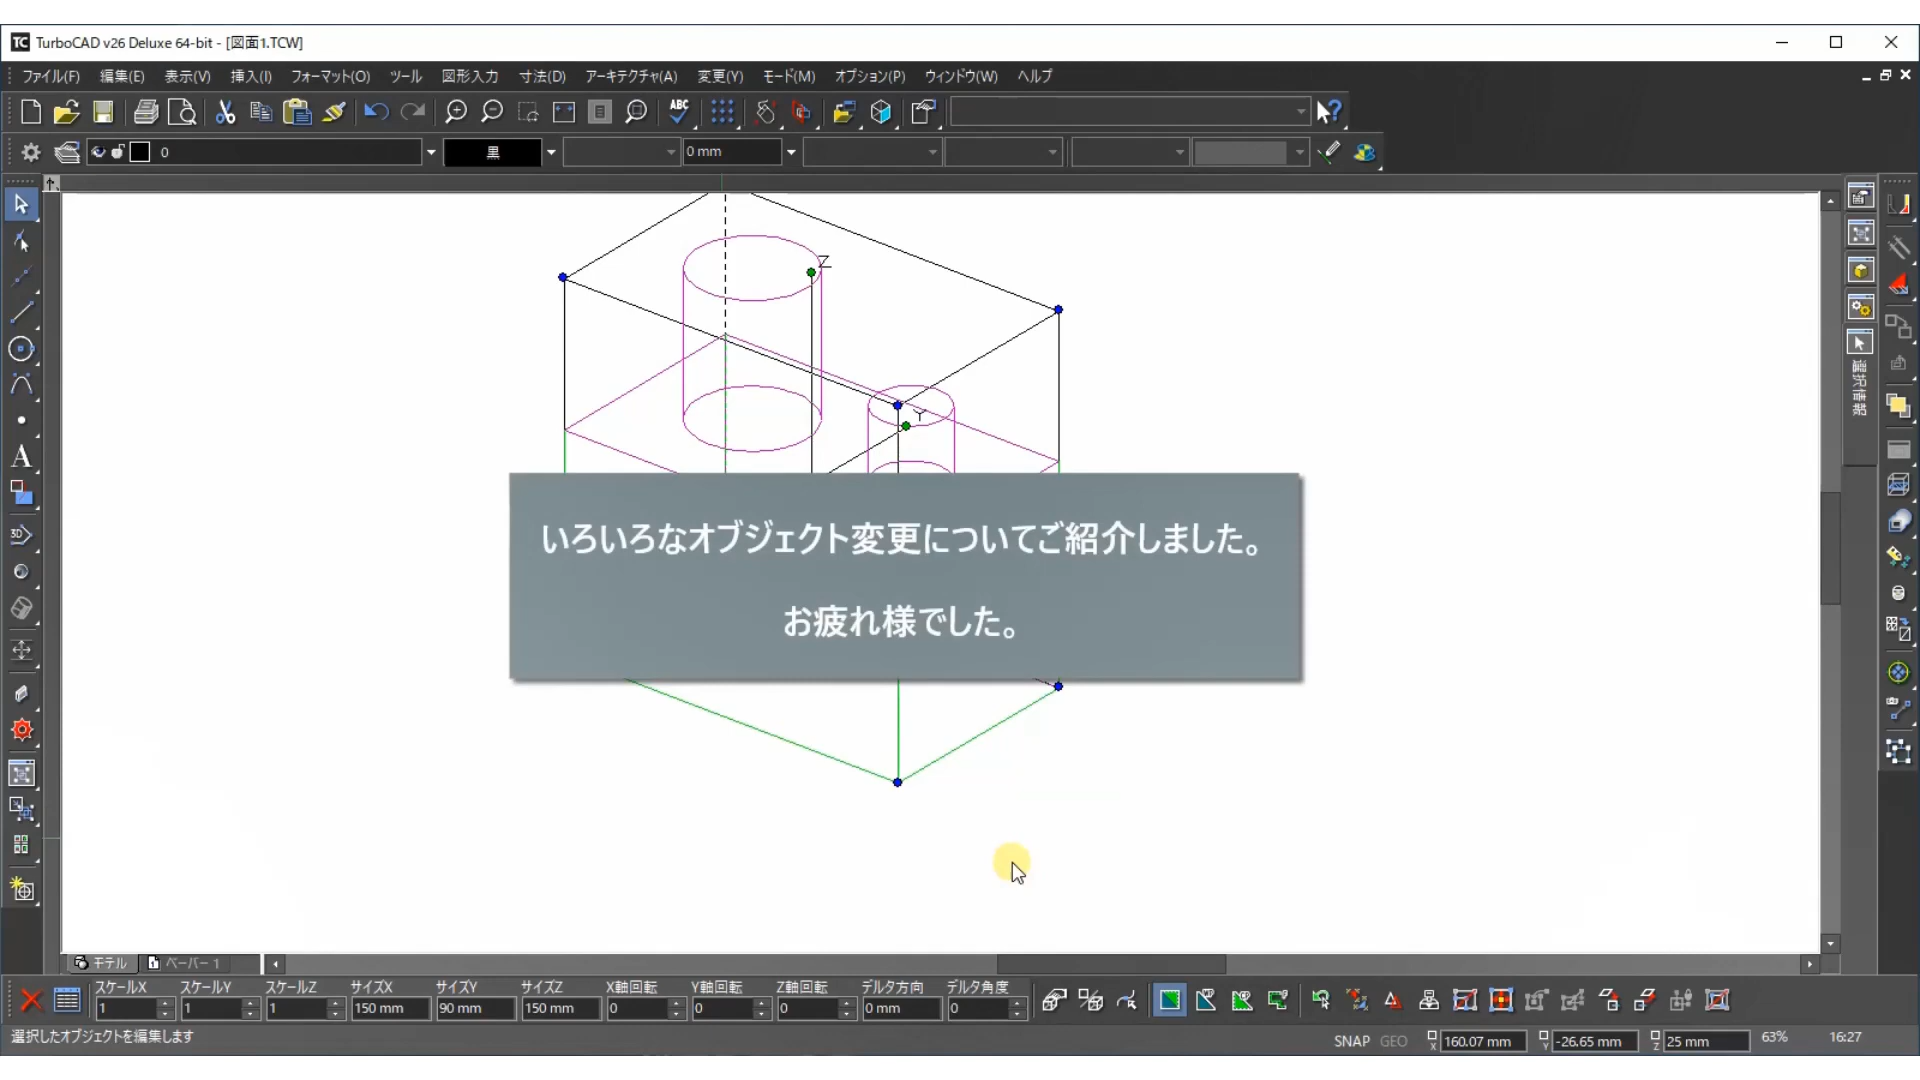 TC TurboCAD v26 Deluxe 64-bit - [図面1.TCW]
ファイル(F) 編集(E) 表示(V) 挿入(I) フォーマット(O) ツール 図形入力 寸法(D) アーキテクチャ(A) 変更(Y) モード(M) オプション(P) ウィンドウ(W) ヘルプ
ABC
0 黒 0 mm
Z
Y
選択情報
A
3D
いろいろなオブジェクト変更についてご紹介しました。
お疲れ様でした。
モデル ペーパー 1
スケールX スケールY スケールZ サイズX サイズY サイズZ X軸回転 Y軸回転 Z軸回転 デルタ方向 デルタ角度
1 1 1 150 mm 90 mm 150 mm 0 0 0 0 mm 0
選択したオブジェクトを編集します SNAP GEO X 160.07 mm Y -26.65 mm Z 25 mm 63% 16:27